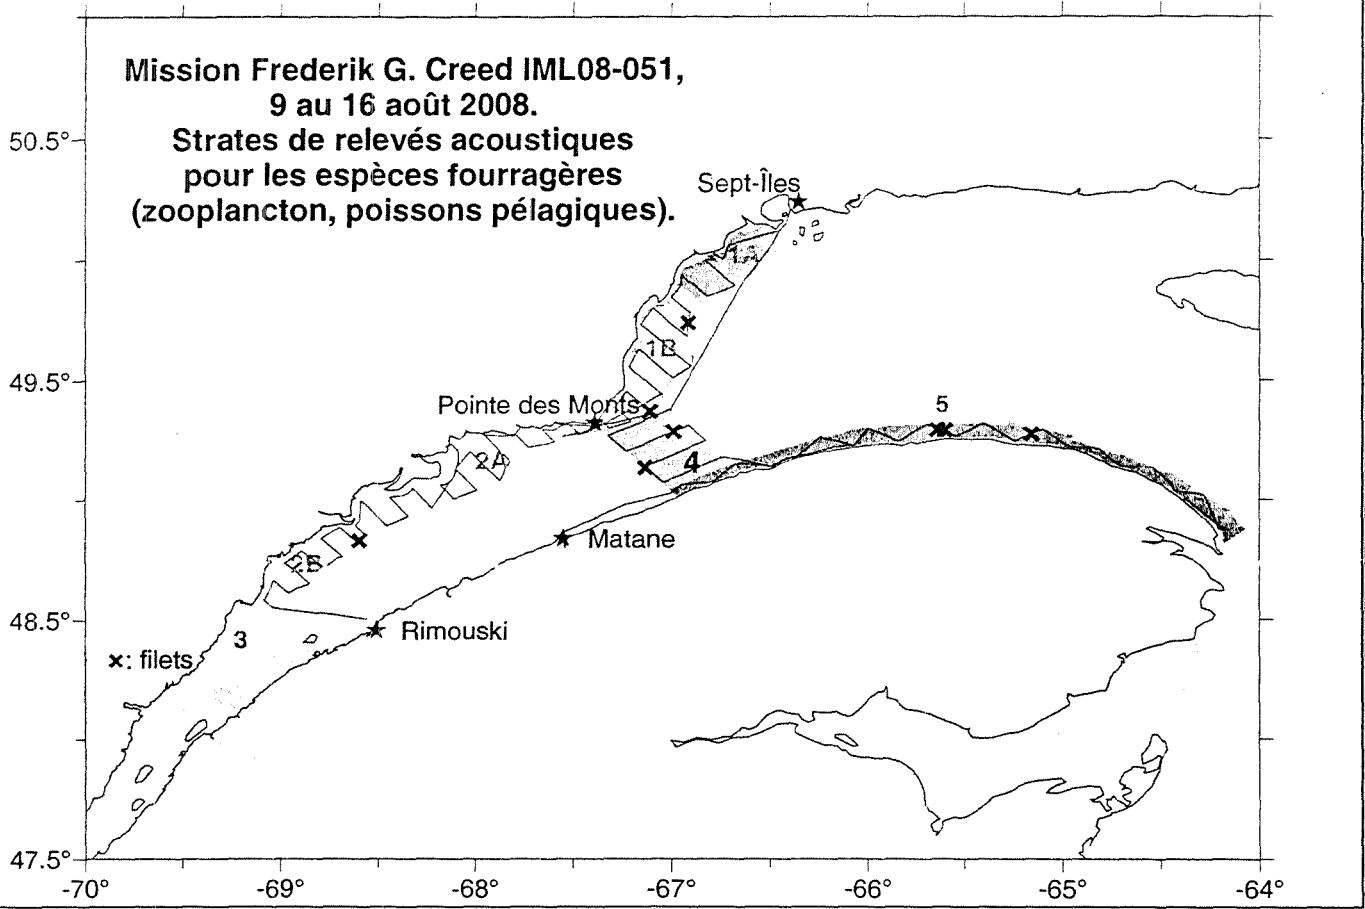 Mission Frederik G. Creed IML08-051,
9 au 16 août 2008.
Strates de relevés acoustiques
pour les espèces fourragères
(zooplancton, poissons pélagiques).
50.5°
Sept-Îles
1A
1B
49.5°
Pointe des Monts
5
2A
4
Matane
2B
48.5°
Rimouski
3
×: filets
47.5°
-70°
-69°
-68°
-67°
-66°
-65°
-64°